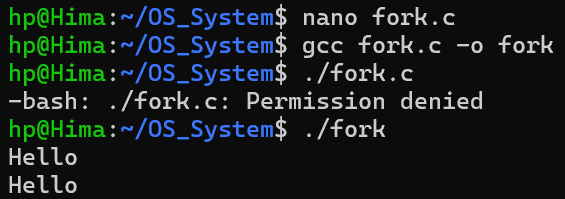 hp@Hima:~/OS_System$ nano fork.c
hp@Hima:~/OS_System$ gcc fork.c -o fork
hp@Hima:~/OS_System$ ./fork.c
-bash: ./fork.c: Permission denied
hp@Hima:~/OS_System$ ./fork
Hello
Hello